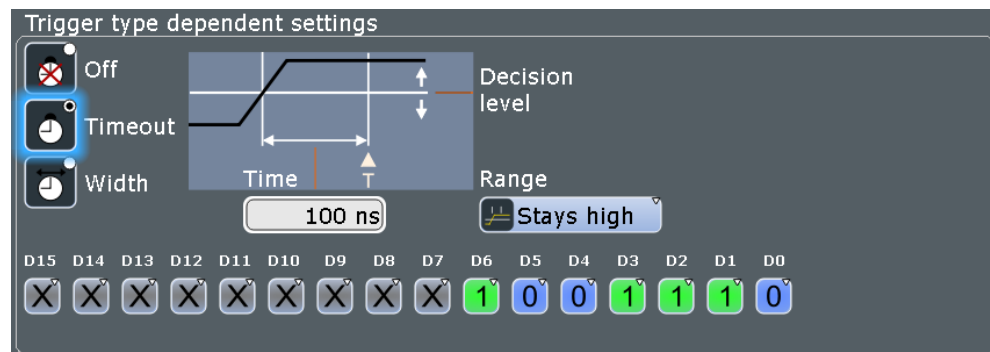 Trigger type dependent settings
Off
Decision
level
Timeout
Width
Time
T
Range
100 ns
Stays high
D15 D14 D13 D12 D11 D10 D9 D8 D7 D6 D5 D4 D3 D2 D1 D0
X X X X X X X X X 1 0 0 1 1 1 0